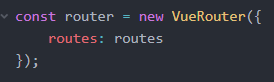 const router = new VueRouter({
    routes: routes
});